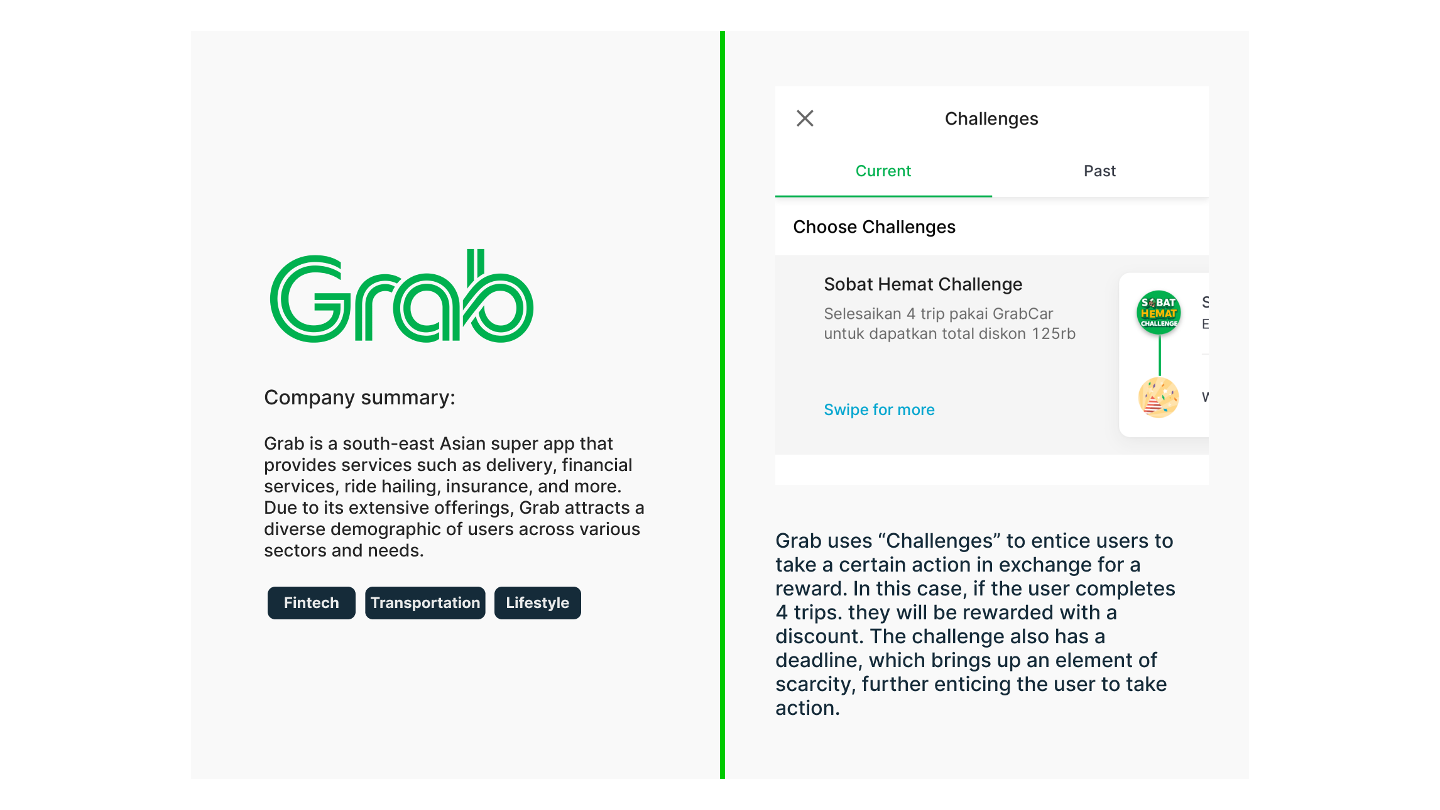 Grab
Company summary:
Grab is a south-east Asian super app that
provides services such as delivery, financial
services, ride hailing, insurance, and more.
Due to its extensive offerings, Grab attracts a
diverse demographic of users across various
sectors and needs.
Fintech
Transportation
Lifestyle
Challenges
Current
Past
Choose Challenges
Sobat Hemat Challenge
Selesaikan 4 trip pakai GrabCar
untuk dapatkan total diskon 125rb
Swipe for more
SOBAT
HEMAT
CHALLENGE
S
E
W
Grab uses “Challenges” to entice users to
take a certain action in exchange for a
reward. In this case, if the user completes
4 trips. they will be rewarded with a
discount. The challenge also has a
deadline, which brings up an element of
scarcity, further enticing the user to take
action.